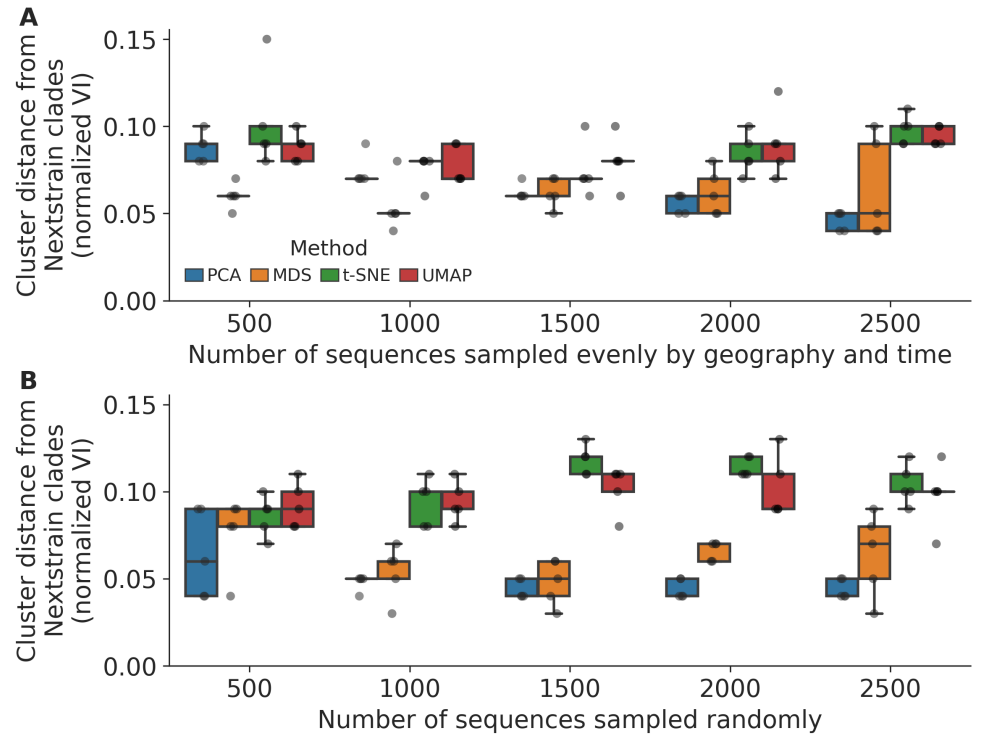 A
Cluster distance from
Nextstrain clades
(normalized VI)
0.15
0.10
0.05
0.00
Method
PCA MDS t-SNE UMAP
500 1000 1500 2000 2500
Number of sequences sampled evenly by geography and time
B
Cluster distance from
Nextstrain clades
(normalized VI)
0.15
0.10
0.05
0.00
500 1000 1500 2000 2500
Number of sequences sampled randomly